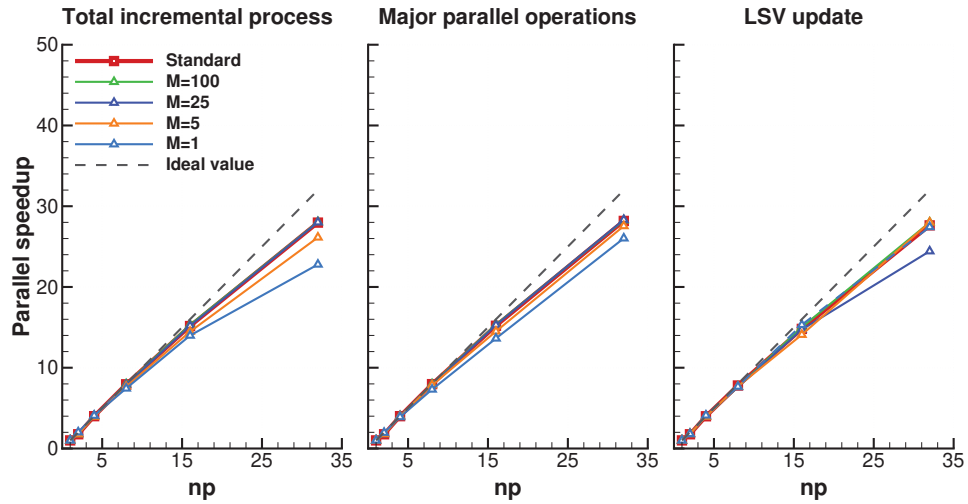 Total incremental process
Major parallel operations
LSV update
50
40
30
20
10
0
Parallel speedup
Standard
M=100
M=25
M=5
M=1
Ideal value
5
15
25
35
5
15
25
35
5
15
25
35
np
np
np